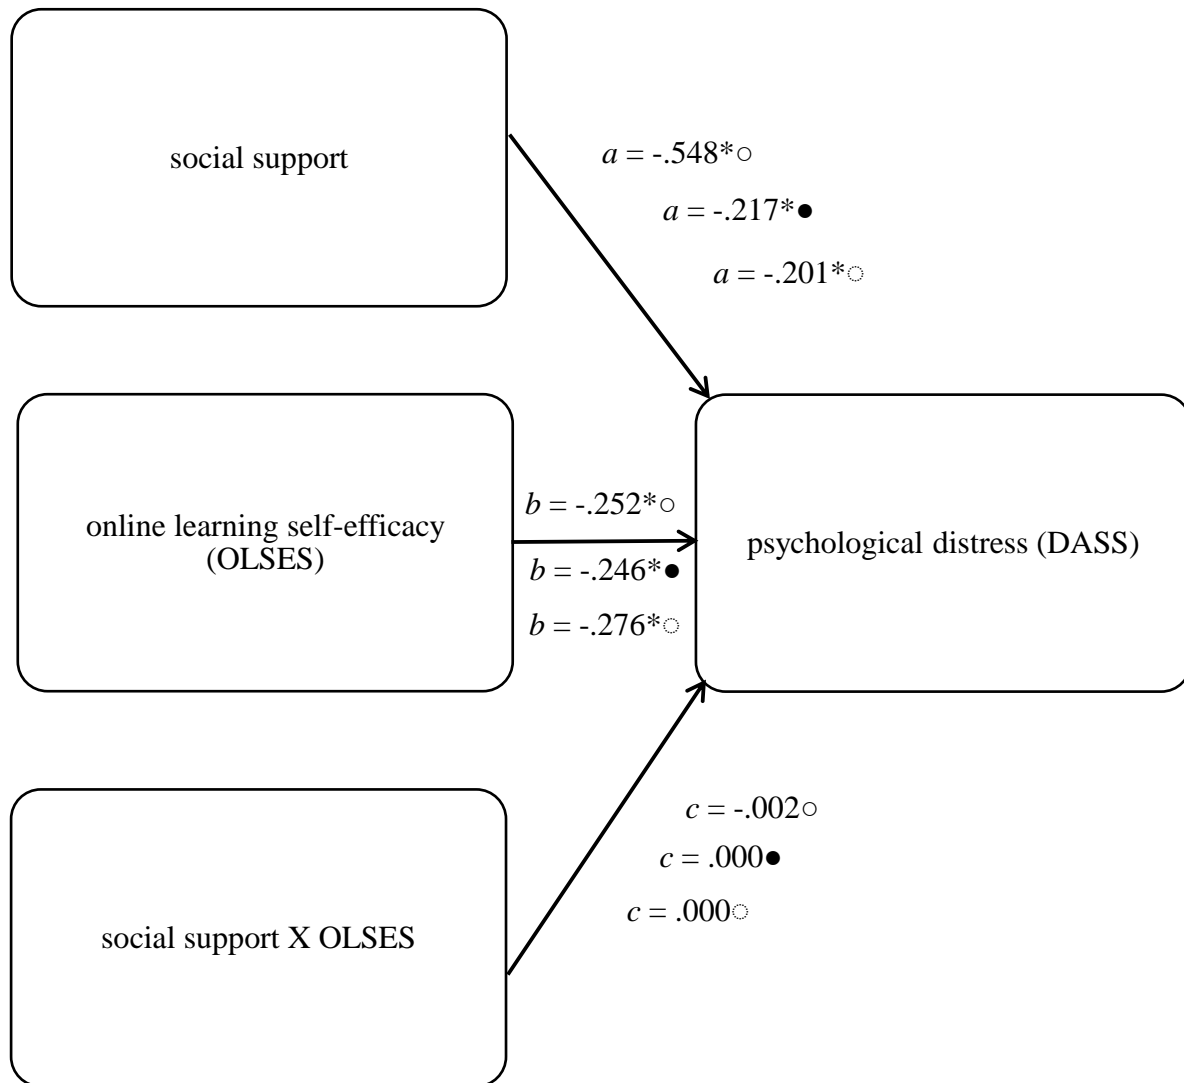 social support
a = -.548*○
a = -.217*●
a = -.201*◌
online learning self-efficacy
(OLSES)
b = -.252*○
b = -.246*●
b = -.276*◌
psychological distress (DASS)
c = -.002○
c = .000●
c = .000◌
social support X OLSES